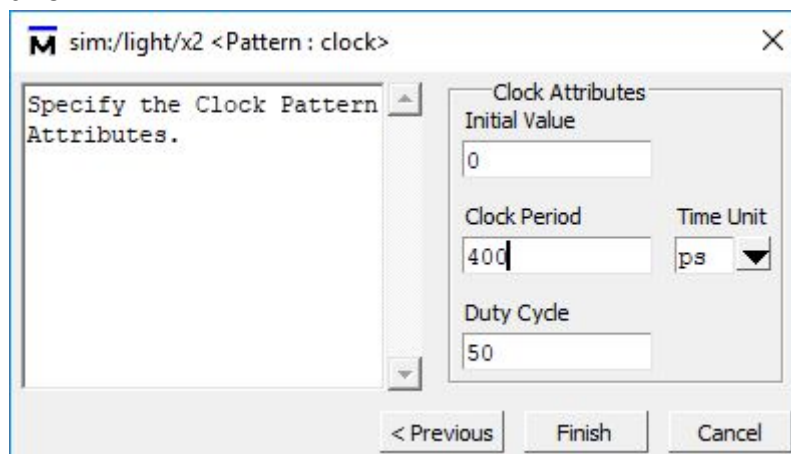 M sim:/light/x2 <Pattern : clock>
Specify the Clock Pattern
Attributes.
Clock Attributes
Initial Value
0
Clock Period Time Unit
400 ps
Duty Cycle
50
< Previous Finish Cancel